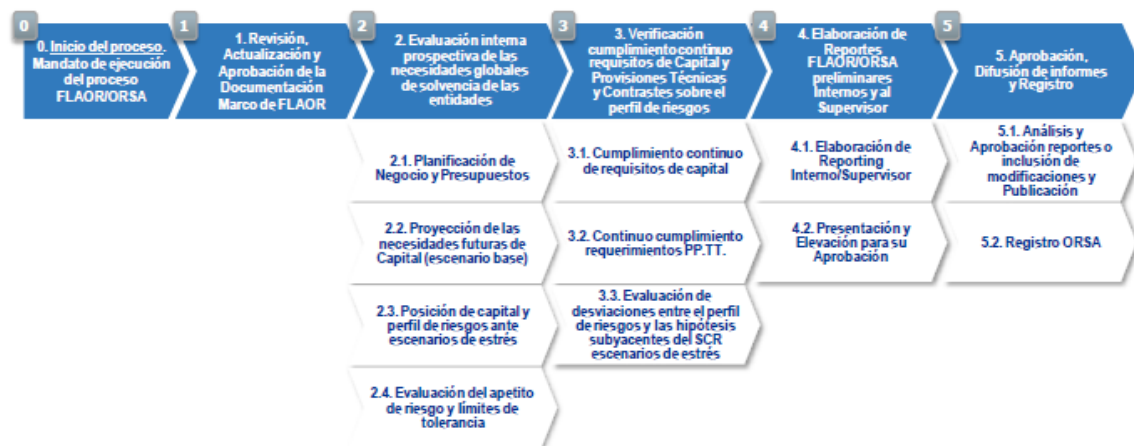 0
0. Inicio del proceso.
Mandato de ejecución
del proceso
FLAOR/ORSA
1
1. Revisión,
Actualización y
Aprobación de la
Documentación
Marco de FLAOR
2
2. Evaluación interna
prospectiva de las
necesidades globales
de solvencia de las
entidades
3
3. Verificación
cumplimiento continuo
requisitos de Capital y
Provisiones Técnicas
y Contrastes sobre el
perfil de riesgos
4
4. Elaboración de
Reportes
FLAOR/ORSA
preliminares
Internos y al
Supervisor
5
5. Aprobación,
Difusión de informes
y Registro
2.1. Planificación de
Negocio y Presupuestos
2.2. Proyección de las
necesidades futuras de
Capital (escenario base)
2.3. Posición de capital y
perfil de riesgos ante
escenarios de estrés
2.4. Evaluación del apetito
de riesgo y límites de
tolerancia
3.1. Cumplimiento continuo
de requisitos de capital
3.2. Continuo cumplimiento
requerimientos PP.TT.
3.3. Evaluación de
desviaciones entre el perfil
de riesgos y las hipótesis
subyacentes del SCR
escenarios de estrés
4.1. Elaboración de
Reporting
Interno/Supervisor
4.2. Presentación y
Elevación para su
Aprobación
5.1. Análisis y
Aprobación reportes o
inclusión de
modificaciones y
Publicación
5.2. Registro ORSA